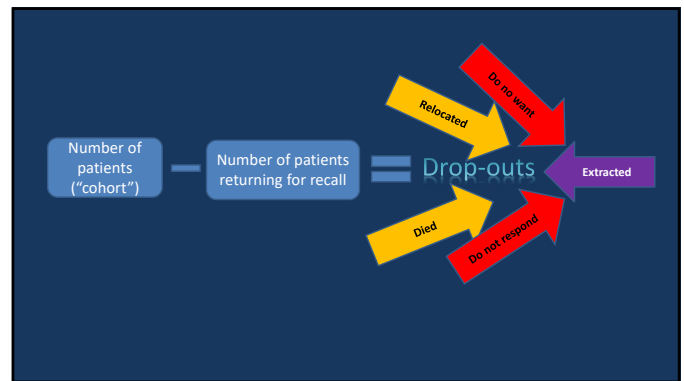 Number of
patients
("cohort")
Number of patients
returning for recall
Drop-outs
Relocated
Do no want
Extracted
Died
Do not respond